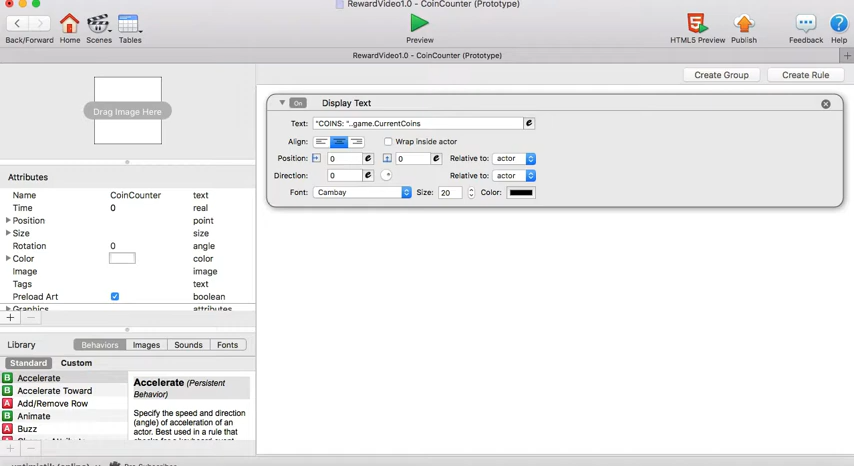 RewardVideo1.0 - CoinCounter (Prototype)
Back/Forward Home Scenes Tables Preview HTML5 Preview Publish Feedback Help
RewardVideo1.0 - CoinCounter (Prototype)
Create Group Create Rule
Drag Image Here
On Display Text
Text: "COINS: "..game.CurrentCoins e
Align: Wrap inside actor
Position: 0 e 0 e Relative to: actor
Direction: 0 e Relative to: actor
Font: Cambay Size: 20 Color:
Attributes
Name CoinCounter text
Time 0 real
Position point
Size size
Rotation 0 angle
Color color
Image image
Tags text
Preload Art boolean
Graphics attributes
Library Behaviors Images Sounds Fonts
Standard Custom
B Accelerate
B Accelerate Toward
A Add/Remove Row
B Animate
A Buzz
Accelerate (Persistent
Behavior)
Specify the speed and direction
(angle) of acceleration of an
actor. Best used in a rule that